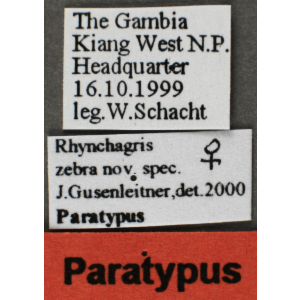 The Gambia
Kiang West N.P.
Headquarter
16.10.1999
leg.W.Schacht
Rhynchagris
zebra nov. spec. ♀
J.Gusenleitner,det.2000
Paratypus
Paratypus